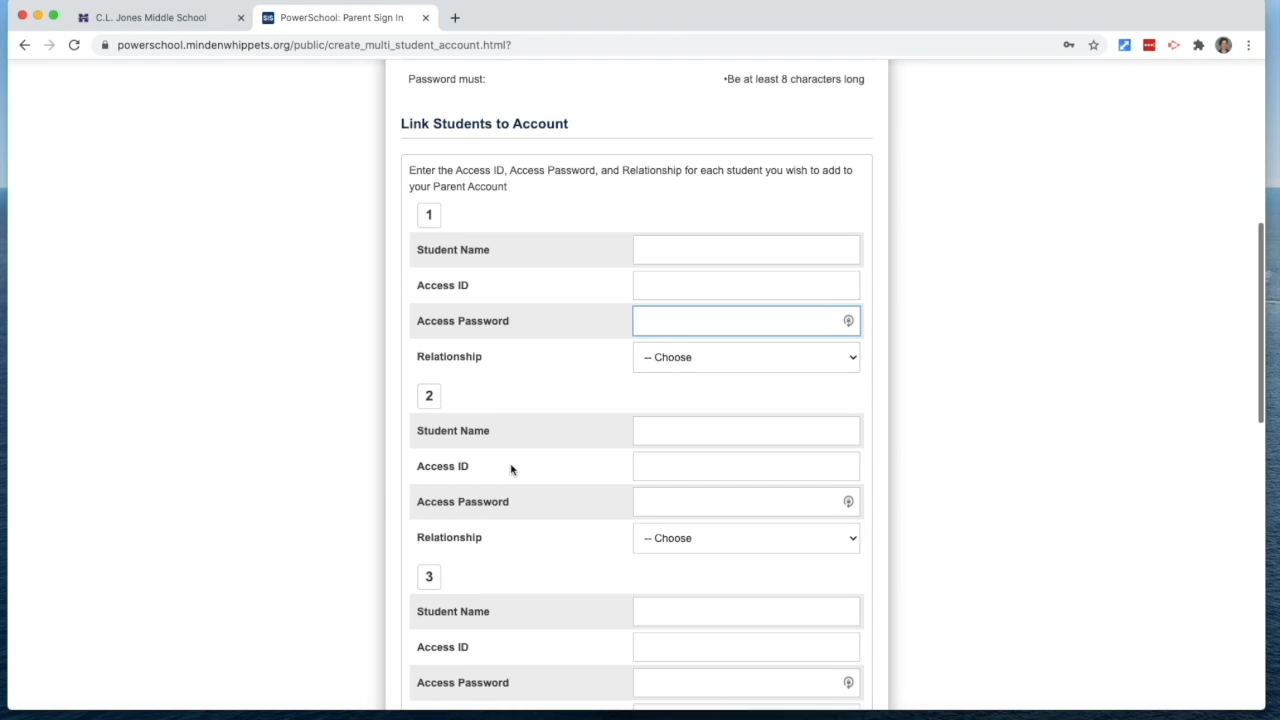 C.L. Jones Middle School
PowerSchool: Parent Sign In
powerschool.mindenwhippets.org/public/create_multi_student_account.html?
Password must: •Be at least 8 characters long
Link Students to Account
Enter the Access ID, Access Password, and Relationship for each student you wish to add to
your Parent Account
1
Student Name
Access ID
Access Password
Relationship -- Choose
2
Student Name
Access ID
Access Password
Relationship -- Choose
3
Student Name
Access ID
Access Password